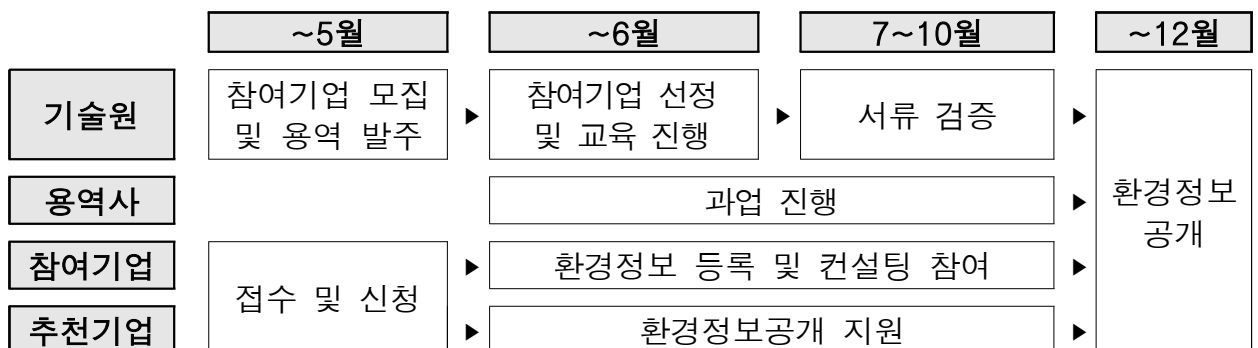 ~5월 ~6월 7~10월 ~12월
기술원 참여기업 모집 ▶ 참여기업 선정 ▶ 서류 검증 ▶
및 용역 발주 및 교육 진행
용역사 과업 진행 ▶ 환경정보
공개
참여기업 ▶ 환경정보 등록 및 컨설팅 참여 ▶
접수 및 신청
추천기업 ▶ 환경정보공개 지원 ▶